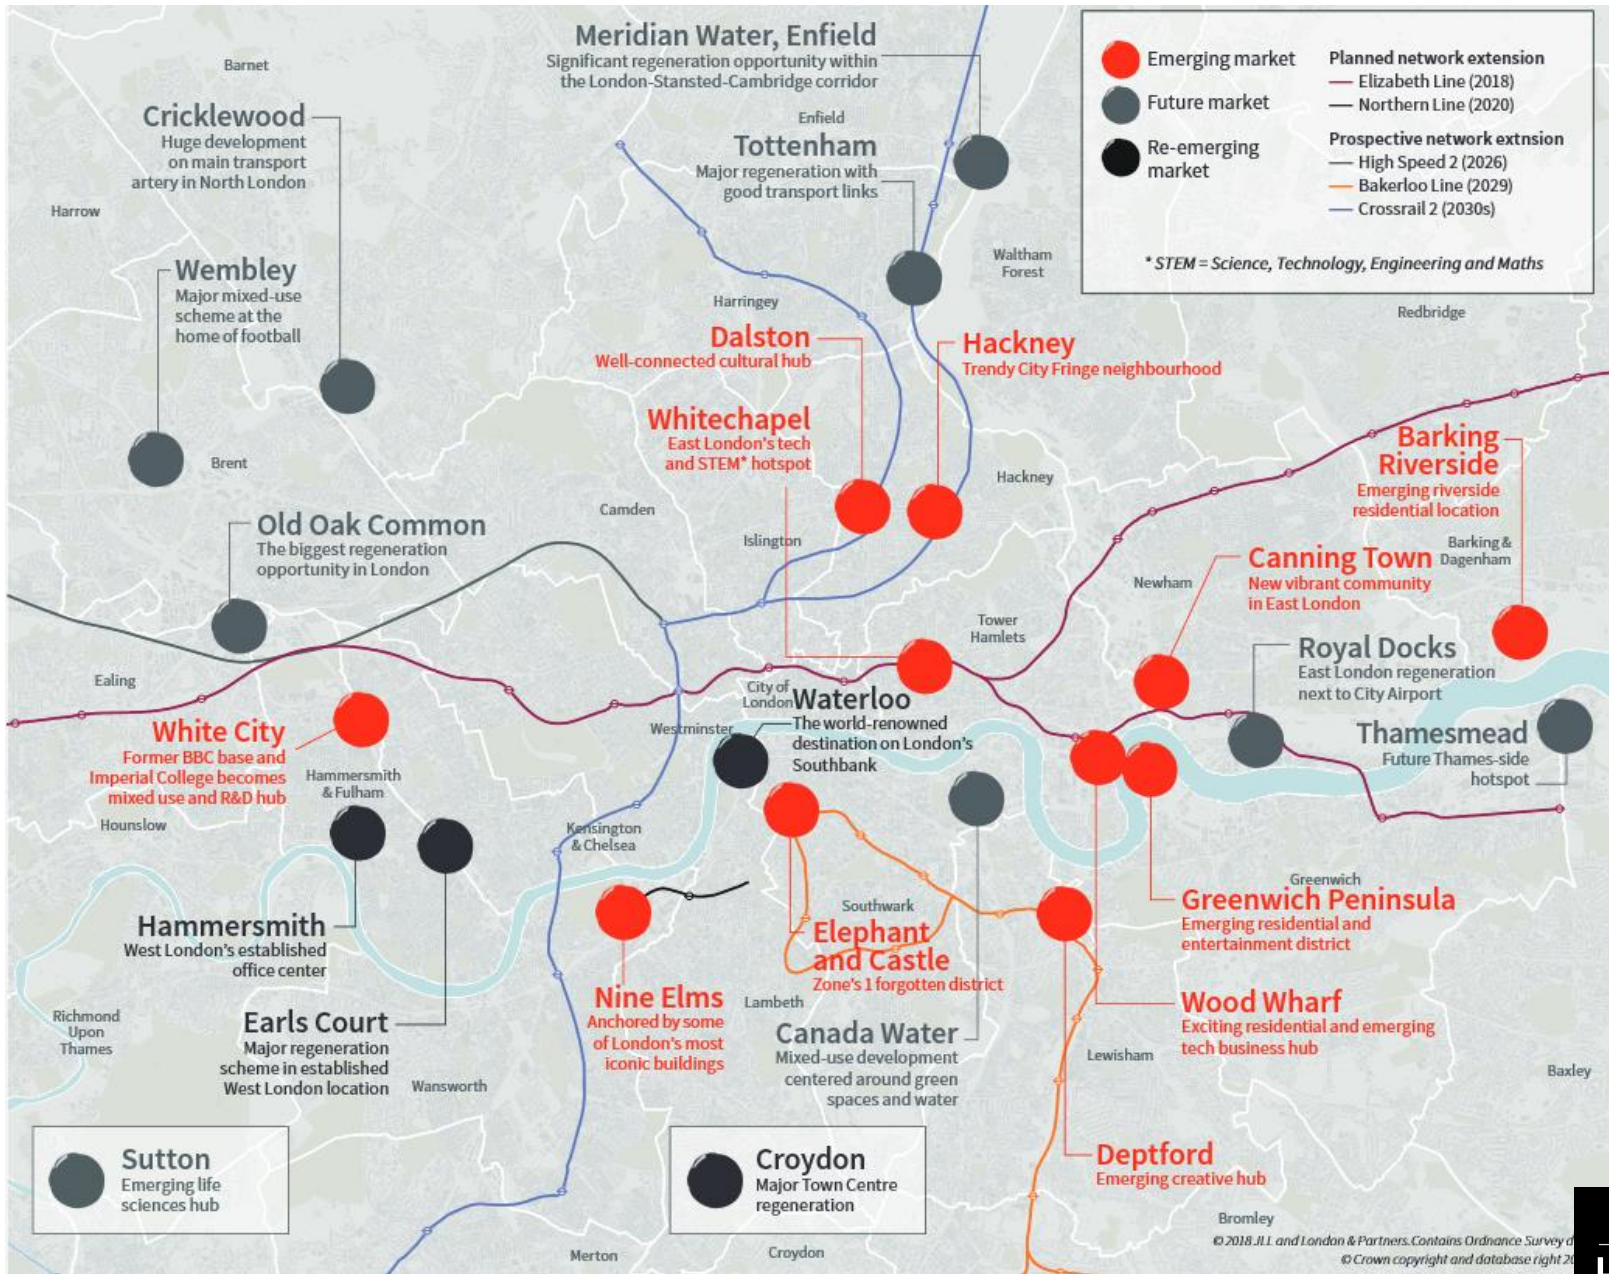 Meridian Water, Enfield
Significant regeneration opportunity within
the London-Stansted-Cambridge corridor
Barnet
Cricklewood
Huge development
on main transport
artery in North London
Enfield
Tottenham
Major regeneration with
good transport links
Emerging market
Future market
Re-emerging
market
Planned network extension
Elizabeth Line (2018)
Northern Line (2020)
Prospective network extnsion
High Speed 2 (2026)
Bakerloo Line (2029)
Crossrail 2 (2030s)
* STEM = Science, Technology, Engineering and Maths
Harrow
Wembley
Major mixed-use
scheme at the
home of football
Waltham
Forest
Harringey
Redbridge
Dalston
Well-connected cultural hub
Hackney
Trendy City Fringe neighbourhood
Whitechapel
East London's tech
and STEM* hotspot
Barking
Riverside
Emerging riverside
residential location
Brent
Hackney
Camden
Islington
Old Oak Common
The biggest regeneration
opportunity in London
Barking &
Dagenham
Canning Town
New vibrant community
in East London
Newham
Tower
Hamlets
Royal Docks
East London regeneration
next to City Airport
Ealing
City of
London
Waterloo
The world-renowned
destination on London's
Southbank
Westminster
White City
Former BBC base and
Imperial College becomes
mixed use and R&D hub
Hammersmith
& Fulham
Thamesmead
Future Thames-side
hotspot
Hounslow
Kensington
& Chelsea
Greenwich
Greenwich Peninsula
Emerging residential and
entertainment district
Southwark
Hammersmith
West London's established
office center
Elephant
and Castle
Zone's 1 forgotten district
Nine Elms
Anchored by some
of London's most
iconic buildings
Lambeth
Wood Wharf
Exciting residential and emerging
tech business hub
Richmond
Upon
Thames
Earls Court
Major regeneration
scheme in established
West London location
Canada Water
Mixed-use development
centered around green
spaces and water
Lewisham
Baxley
Wansworth
Sutton
Emerging life
sciences hub
Croydon
Major Town Centre
regeneration
Deptford
Emerging creative hub
Bromley
Merton
Croydon
© 2018 JLL and London & Partners.Contains Ordnance Survey
© Crown copyright and database right